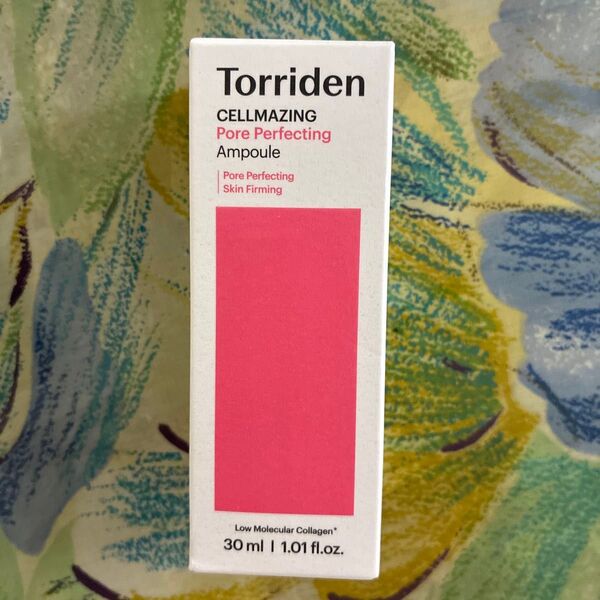 Torriden
CELLMAZING
Pore Perfecting
Ampoule
Pore Perfecting
Skin Firming
Low Molecular Collagen*
30 ml | 1.01 fl.oz.